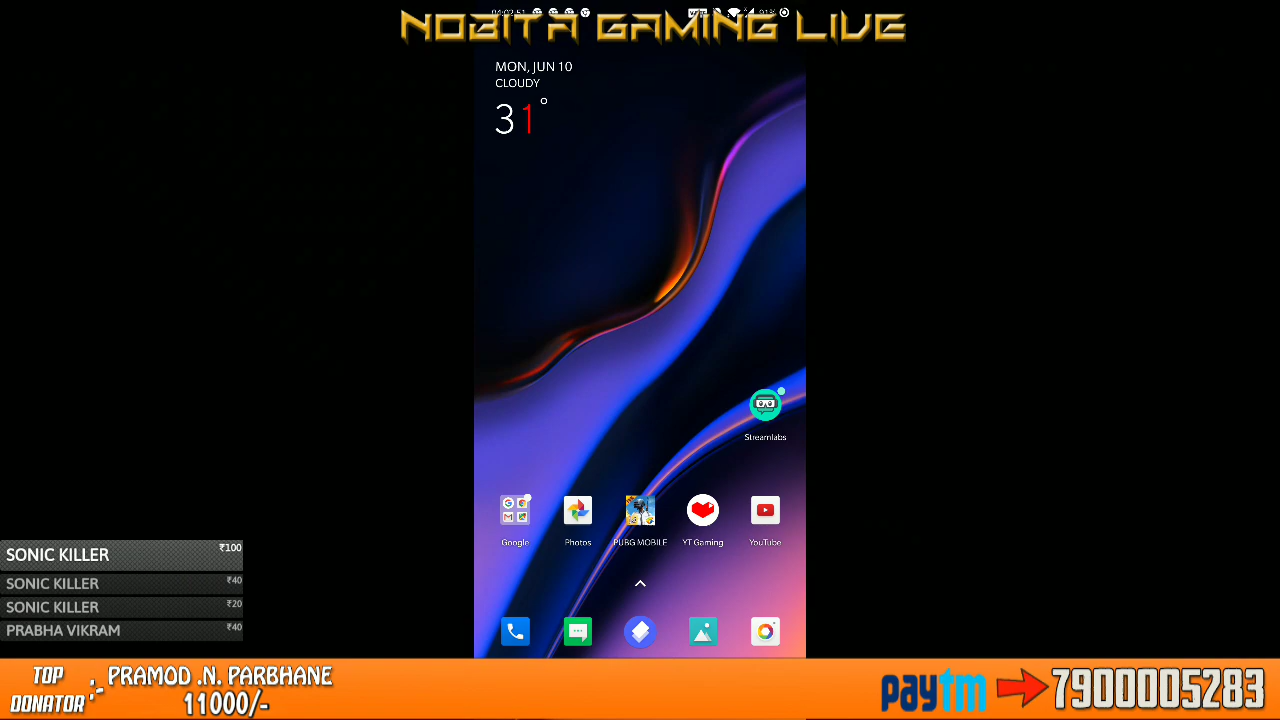 NOBITA GAMING LIVE
91%
MON, JUN 10
CLOUDY
31°
Streamlabs
Google
Photos
PUBG MOBILE
YT Gaming
YouTube
SONIC KILLER ₹100
SONIC KILLER ₹40
SONIC KILLER ₹20
PRABHA VIKRAM ₹40
TOP DONATOR :- PRAMOD .N. PARBHANE
11000/-
paytm 7900005283